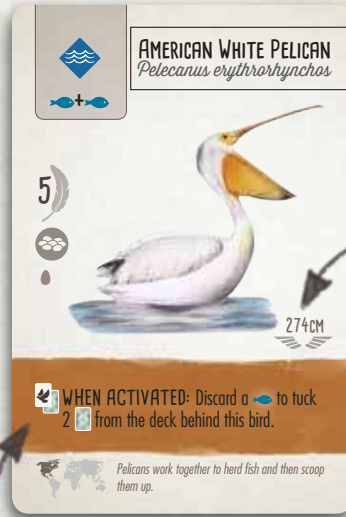 AMERICAN WHITE PELICAN
Pelecanus erythrorhynchos
+
5
274CM
WHEN ACTIVATED: Discard a to tuck
2 from the deck behind this bird.
Pelicans work together to herd fish and then scoop
them up.